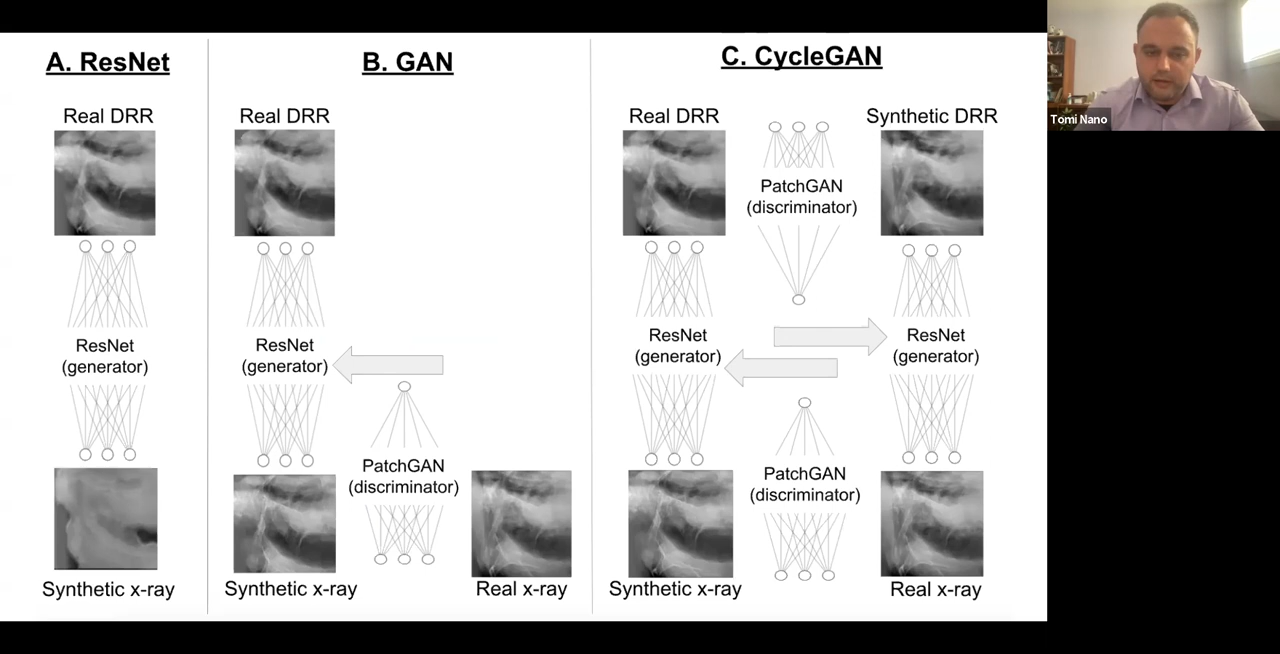 A. ResNet
Real DRR
ResNet
(generator)
Synthetic x-ray
B. GAN
Real DRR
ResNet
(generator)
PatchGAN
(discriminator)
Synthetic x-ray
Real x-ray
C. CycleGAN
Real DRR
Synthetic DRR
PatchGAN
(discriminator)
ResNet
(generator)
ResNet
(generator)
PatchGAN
(discriminator)
Synthetic x-ray
Real x-ray
Tomi Nano